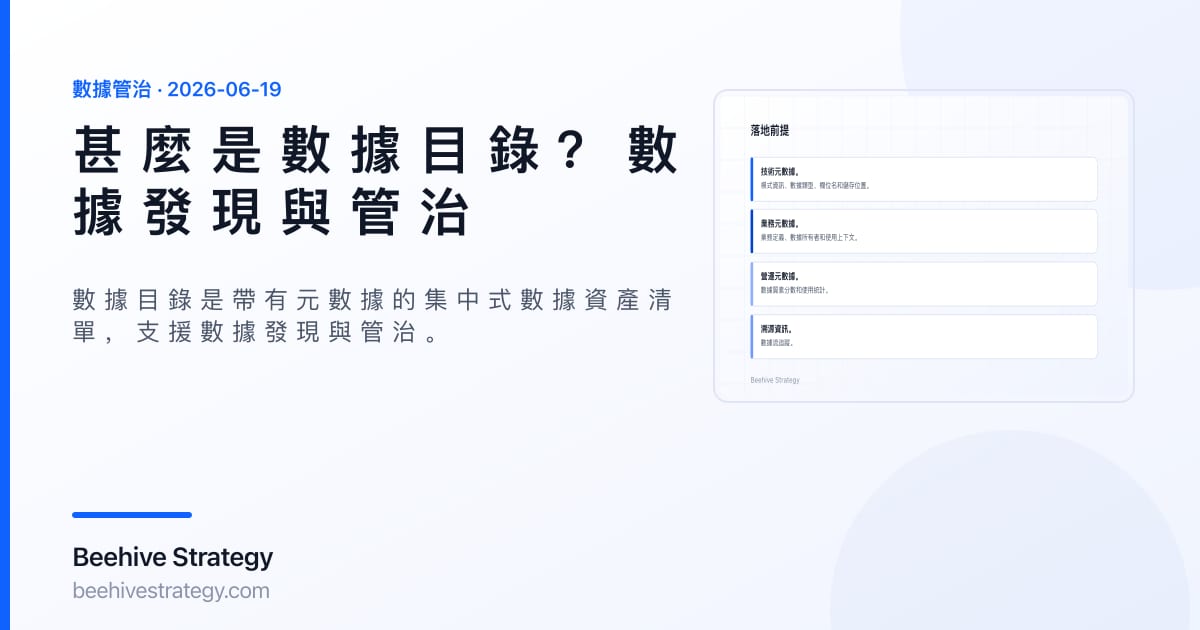 數據管治 · 2026-06-19
甚麼是數據目錄？數
據發現與管治
數據目錄是帶有元數據的集中式數據資產清
單，支援數據發現與管治。
落地前提
技術元數據。
模式資訊、數據類型、欄位名和儲存位置。
業務元數據。
業務定義、數據所有者和使用上下文。
營運元數據。
數據質素分數和使用統計。
溯源資訊。
數據流追蹤。
Beehive Strategy
Beehive Strategy
beehivestrategy.com